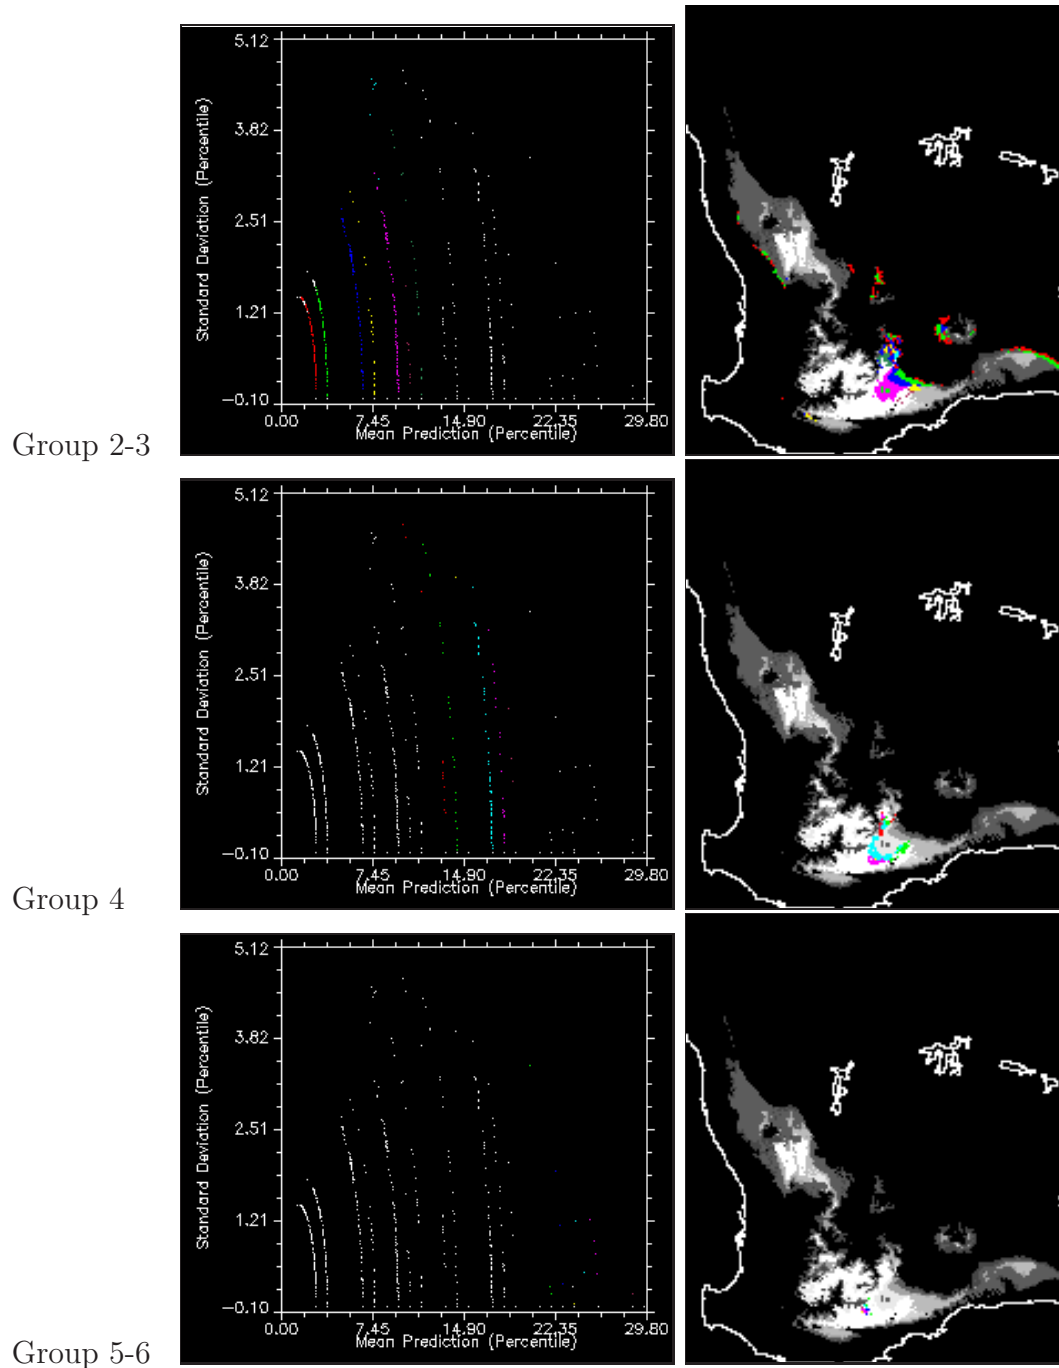 5.12
3.82
2.51
1.21
-0.10
Standard Deviation (Percentile)
0.00 7.45 14.90 22.35 29.80
Mean Prediction (Percentile)
Group 2-3
5.12
3.82
2.51
1.21
-0.10
Standard Deviation (Percentile)
0.00 7.45 14.90 22.35 29.80
Mean Prediction (Percentile)
Group 4
5.12
3.82
2.51
1.21
-0.10
Standard Deviation (Percentile)
0.00 7.45 14.90 22.35 29.80
Mean Prediction (Percentile)
Group 5-6